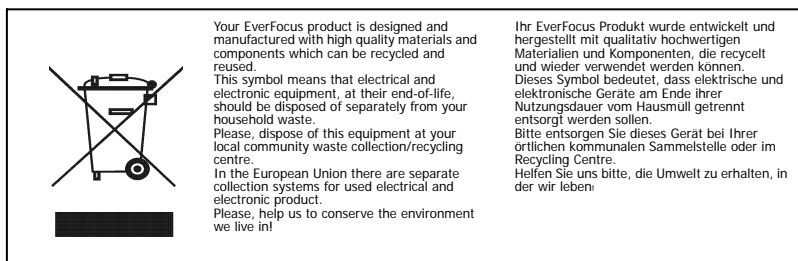 Your EverFocus product is designed and
manufactured with high quality materials and
components which can be recycled and
reused.
This symbol means that electrical and
electronic equipment, at their end-of-life,
should be disposed of separately from your
household waste.
Please, dispose of this equipment at your
local community waste collection/recycling
centre.
In the European Union there are separate
collection systems for used electrical and
electronic product.
Please, help us to conserve the environment
we live in!
Ihr EverFocus Produkt wurde entwickelt und
hergestellt mit qualitativ hochwertigen
Materialien und Komponenten, die recycelt
und wieder verwendet werden können.
Dieses Symbol bedeutet, dass elektrische und
elektronische Geräte am Ende ihrer
Nutzungsdauer vom Hausmüll getrennt
entsorgt werden sollen.
Bitte entsorgen Sie dieses Gerät bei Ihrer
örtlichen kommunalen Sammelstelle oder im
Recycling Centre.
Helfen Sie uns bitte, die Umwelt zu erhalten, in
der wir leben